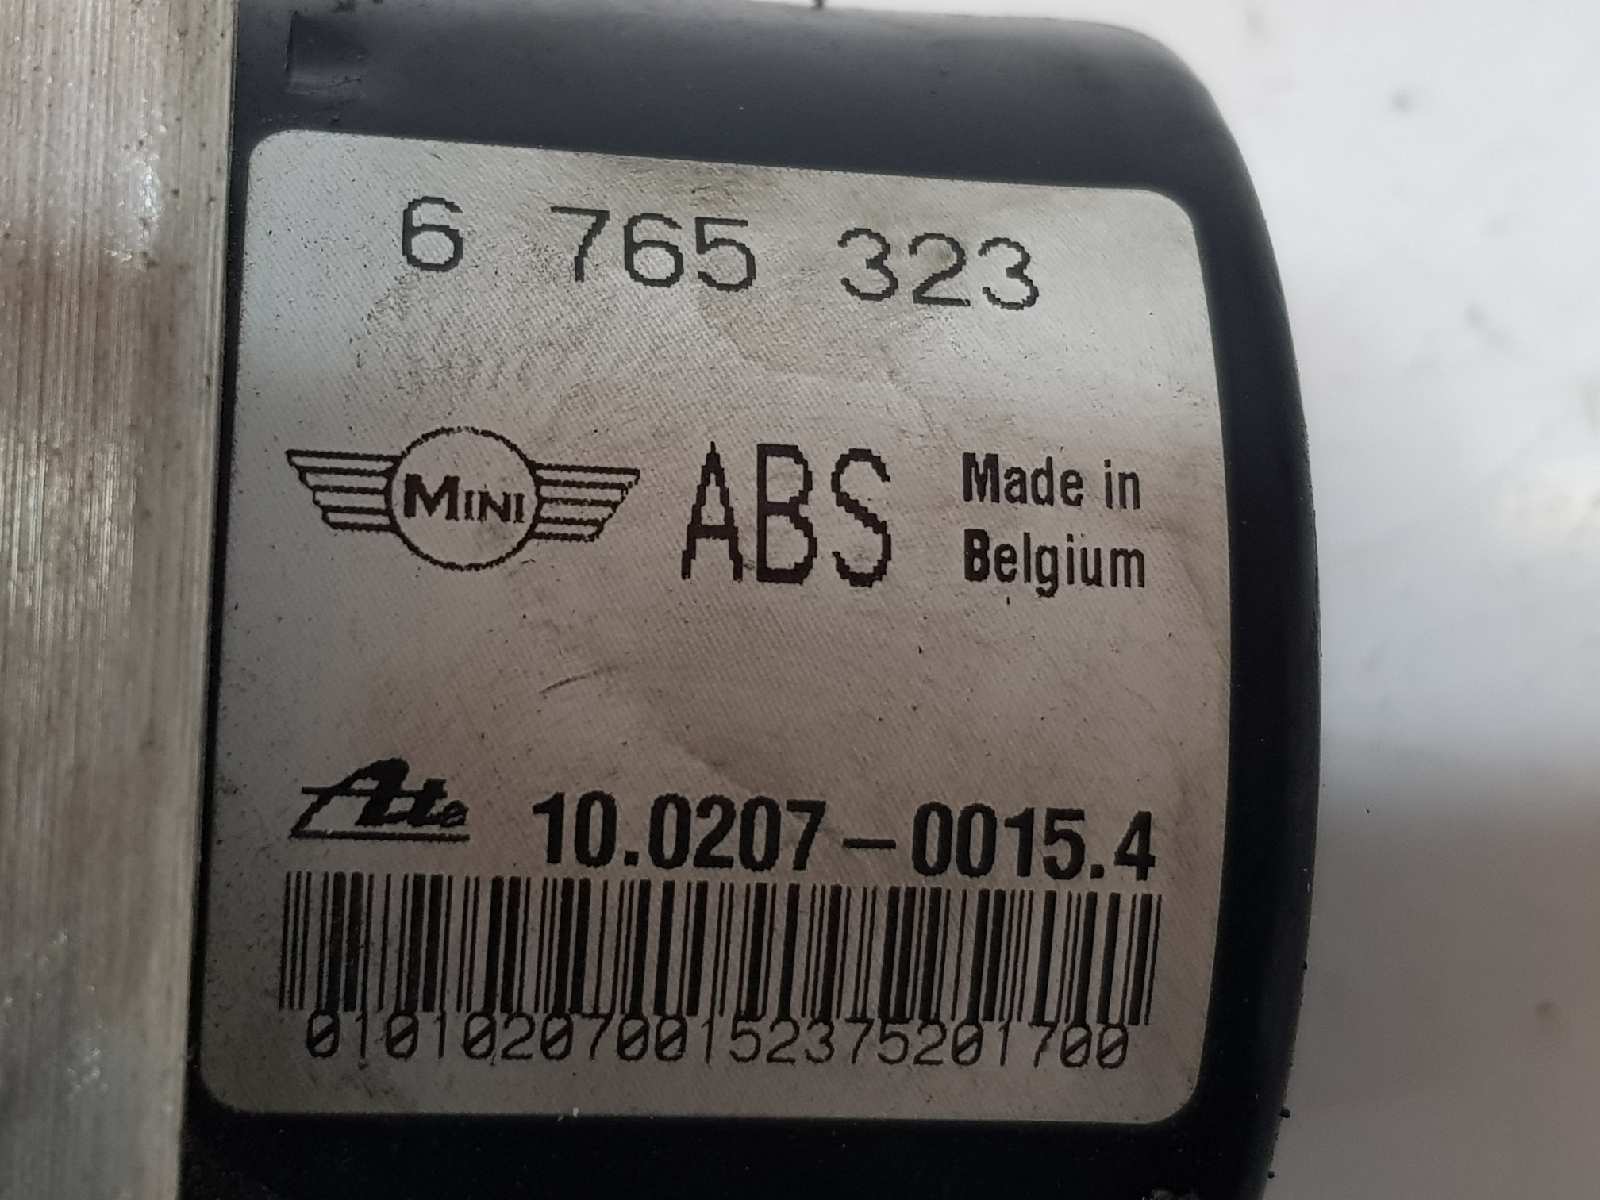 6 765 323
MINI ABS Made in
Belgium
Ate 10.0207-0015.4
0101020700152375201700